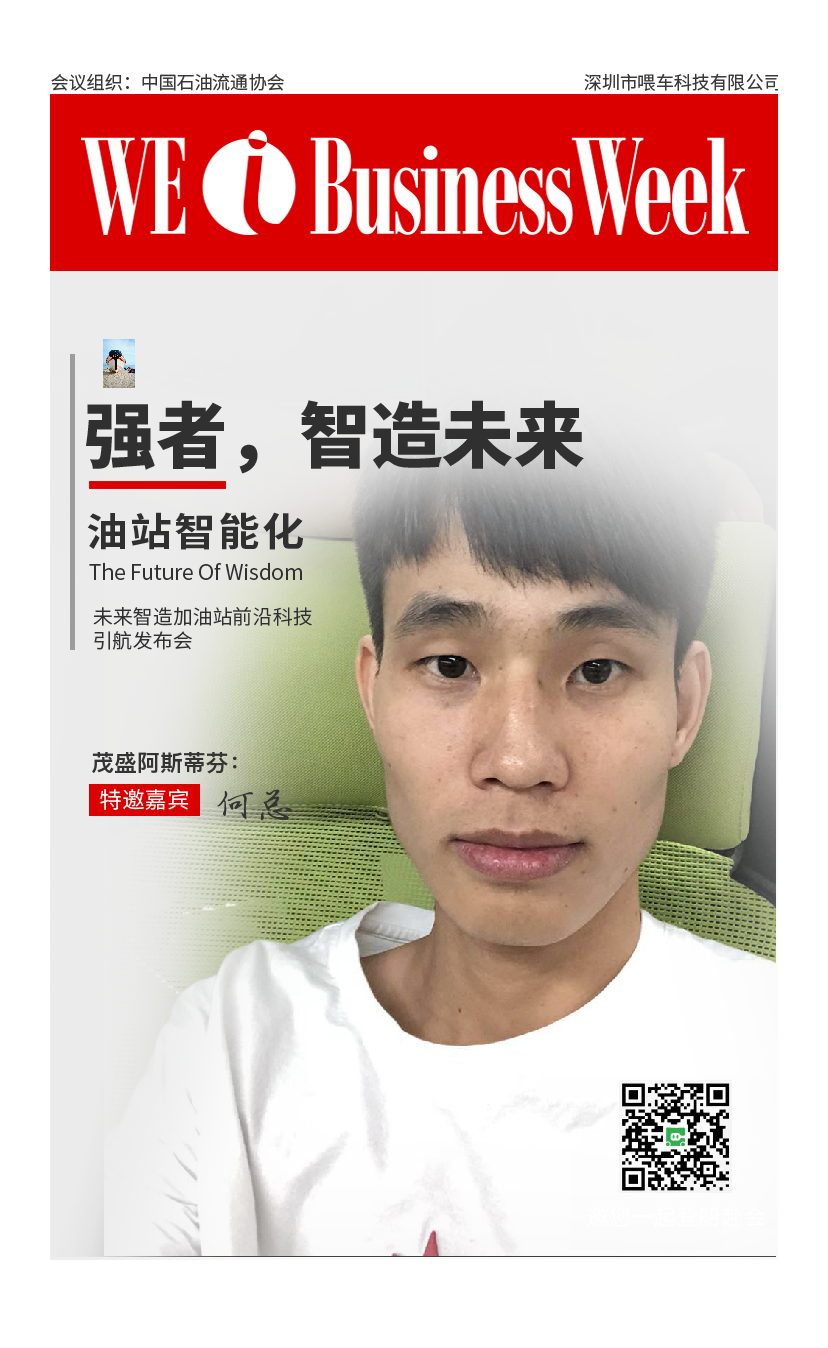 会议组织：中国石油流通协会
深圳市喂车科技有限公司
WE i BusinessWeek
强者，智造未来
油站智能化
The Future Of Wisdom
未来智造加油站前沿科技
引航发布会
茂盛阿斯蒂芬：
特邀嘉宾 何总